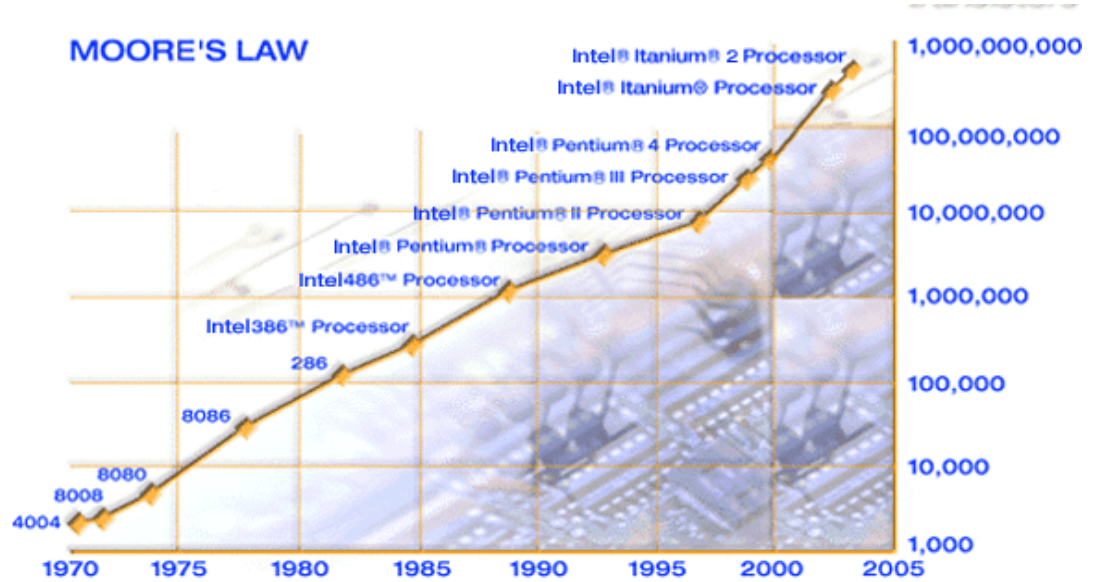 MOORE'S LAW
Intel® Itanium® 2 Processor
1,000,000,000
Intel® Itanium® Processor
100,000,000
Intel® Pentium® 4 Processor
Intel® Pentium® III Processor
10,000,000
Intel® Pentium® II Processor
Intel® Pentium® Processor
Intel486™ Processor
1,000,000
Intel386™ Processor
286
100,000
8086
10,000
8080
8008
4004
1,000
1970 1975 1980 1985 1990 1995 2000 2005